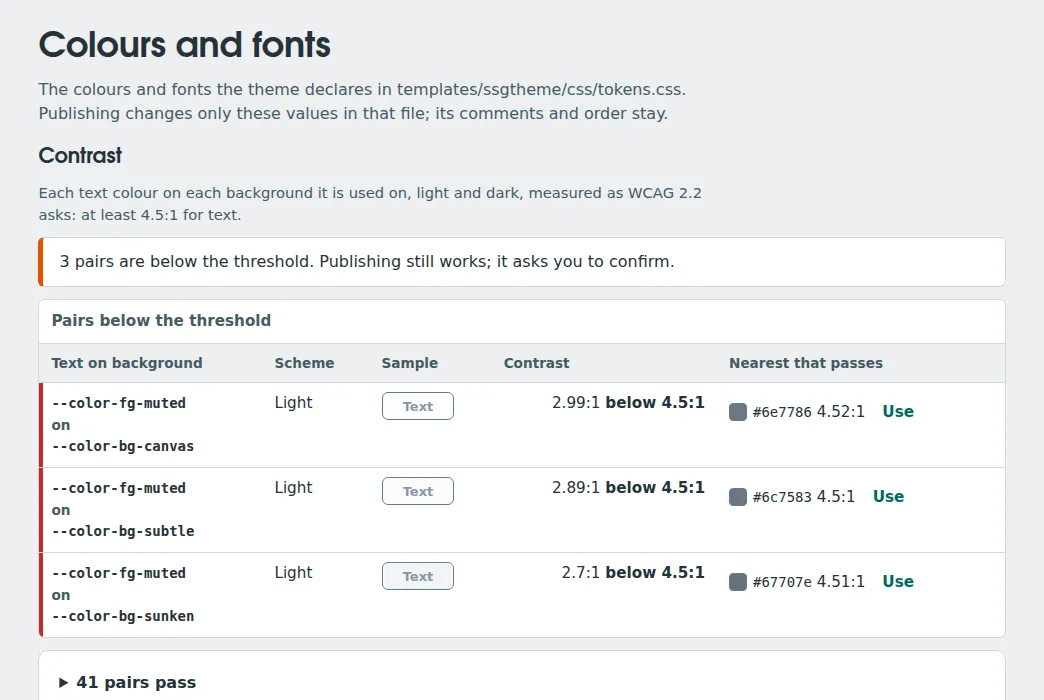 Colours and fonts
The colours and fonts the theme declares in templates/ssgtheme/css/tokens.css.
Publishing changes only these values in that file; its comments and order stay.
Contrast
Each text colour on each background it is used on, light and dark, measured as WCAG 2.2
asks: at least 4.5:1 for text.
3 pairs are below the threshold. Publishing still works; it asks you to confirm.
Pairs below the threshold
Text on background Scheme Sample Contrast Nearest that passes
--color-fg-muted Light Text 2.99:1 below 4.5:1 #6e7786 4.52:1 Use
on
--color-bg-canvas
--color-fg-muted Light Text 2.89:1 below 4.5:1 #6c7583 4.5:1 Use
on
--color-bg-subtle
--color-fg-muted Light Text 2.7:1 below 4.5:1 #67707e 4.51:1 Use
on
--color-bg-sunken
41 pairs pass